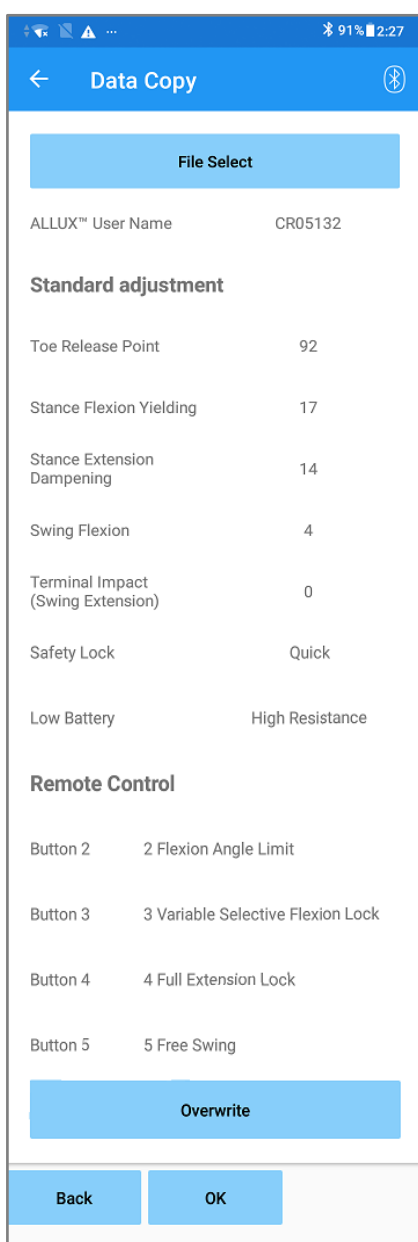 91% 2:27
Data Copy
File Select
ALLUX™ User Name CR05132
Standard adjustment
Toe Release Point 92
Stance Flexion Yielding 17
Stance Extension
Dampening 14
Swing Flexion 4
Terminal Impact
(Swing Extension) 0
Safety Lock Quick
Low Battery High Resistance
Remote Control
Button 2 2 Flexion Angle Limit
Button 3 3 Variable Selective Flexion Lock
Button 4 4 Full Extension Lock
Button 5 5 Free Swing
Overwrite
Back OK